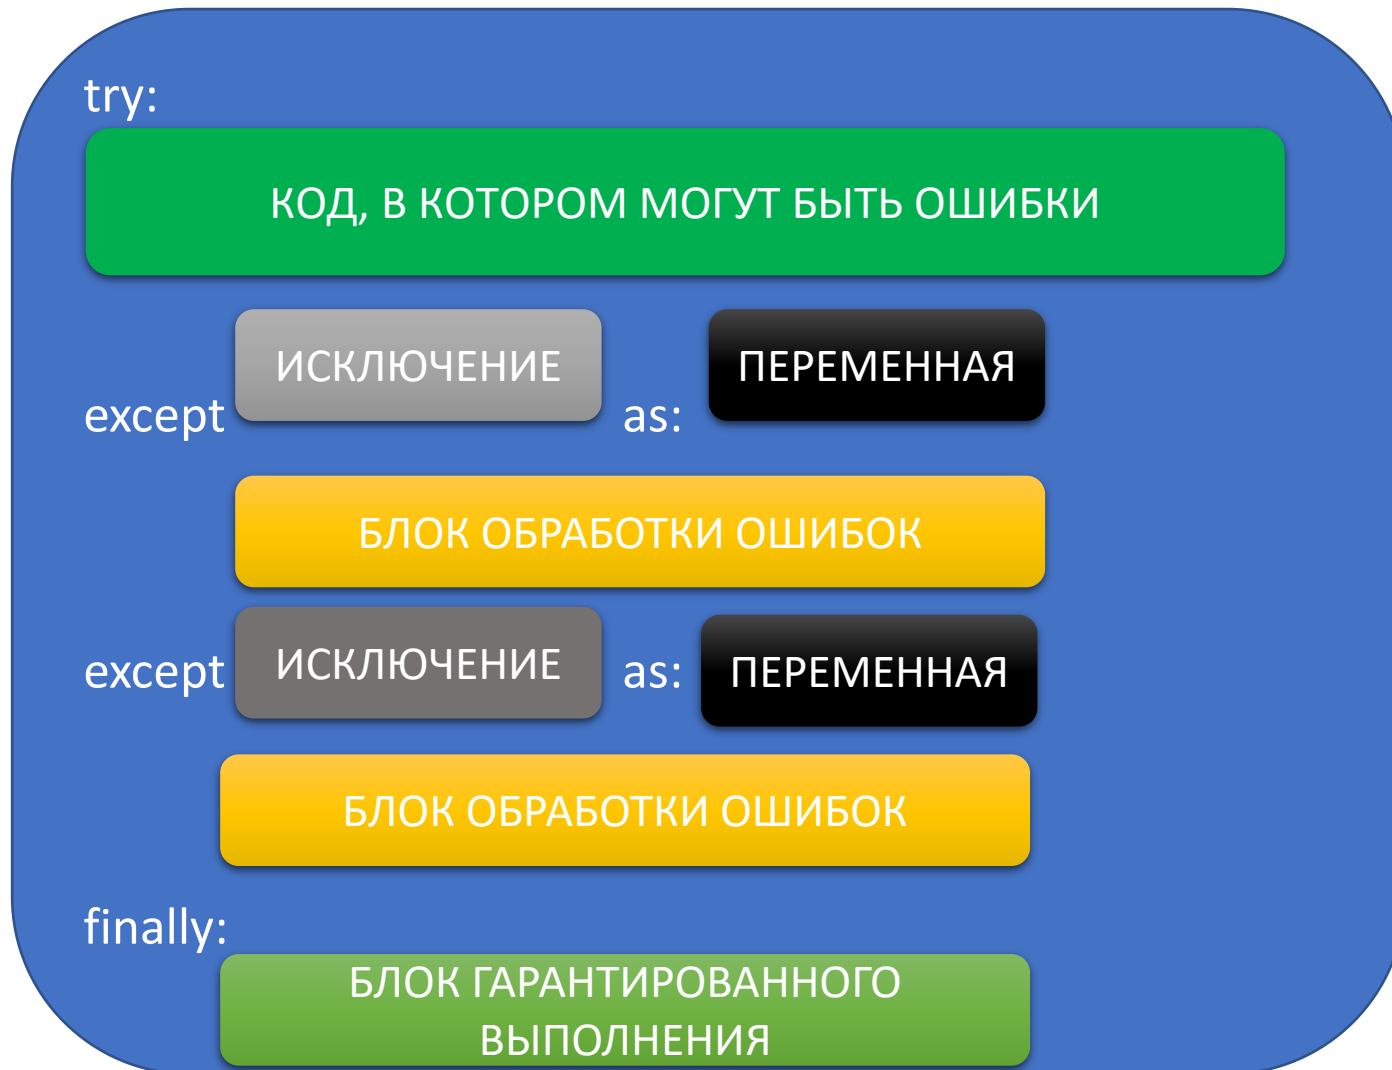 try:
КОД, В КОТОРОМ МОГУТ БЫТЬ ОШИБКИ
except ИСКЛЮЧЕНИЕ as: ПЕРЕМЕННАЯ
БЛОК ОБРАБОТКИ ОШИБОК
except ИСКЛЮЧЕНИЕ as: ПЕРЕМЕННАЯ
БЛОК ОБРАБОТКИ ОШИБОК
finally:
БЛОК ГАРАНТИРОВАННОГО
ВЫПОЛНЕНИЯ